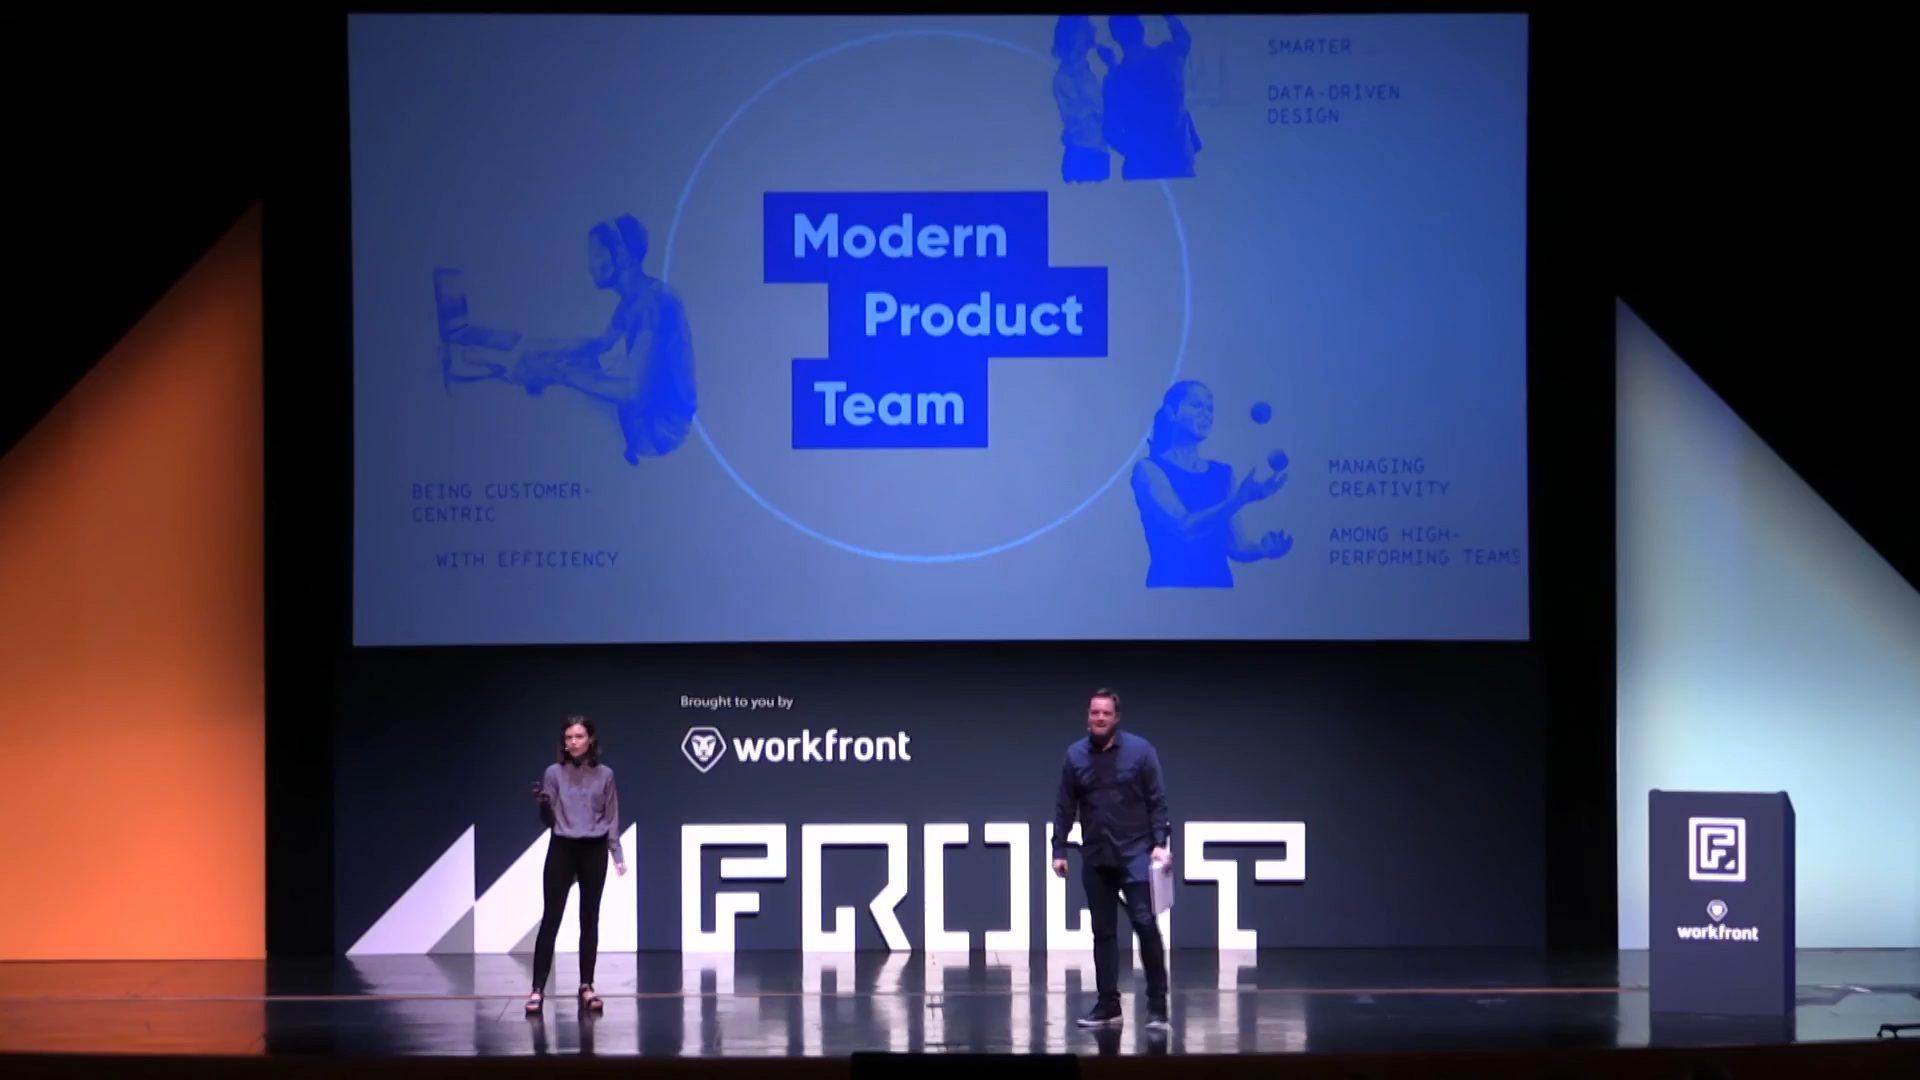 SMARTER
DATA-DRIVEN
DESIGN
Modern
Product
Team
BEING CUSTOMER-
CENTRIC
WITH EFFICIENCY
MANAGING
CREATIVITY
AMONG HIGH-
PERFORMING TEAMS
Brought to you by
workfront
FRONT
F
workfront